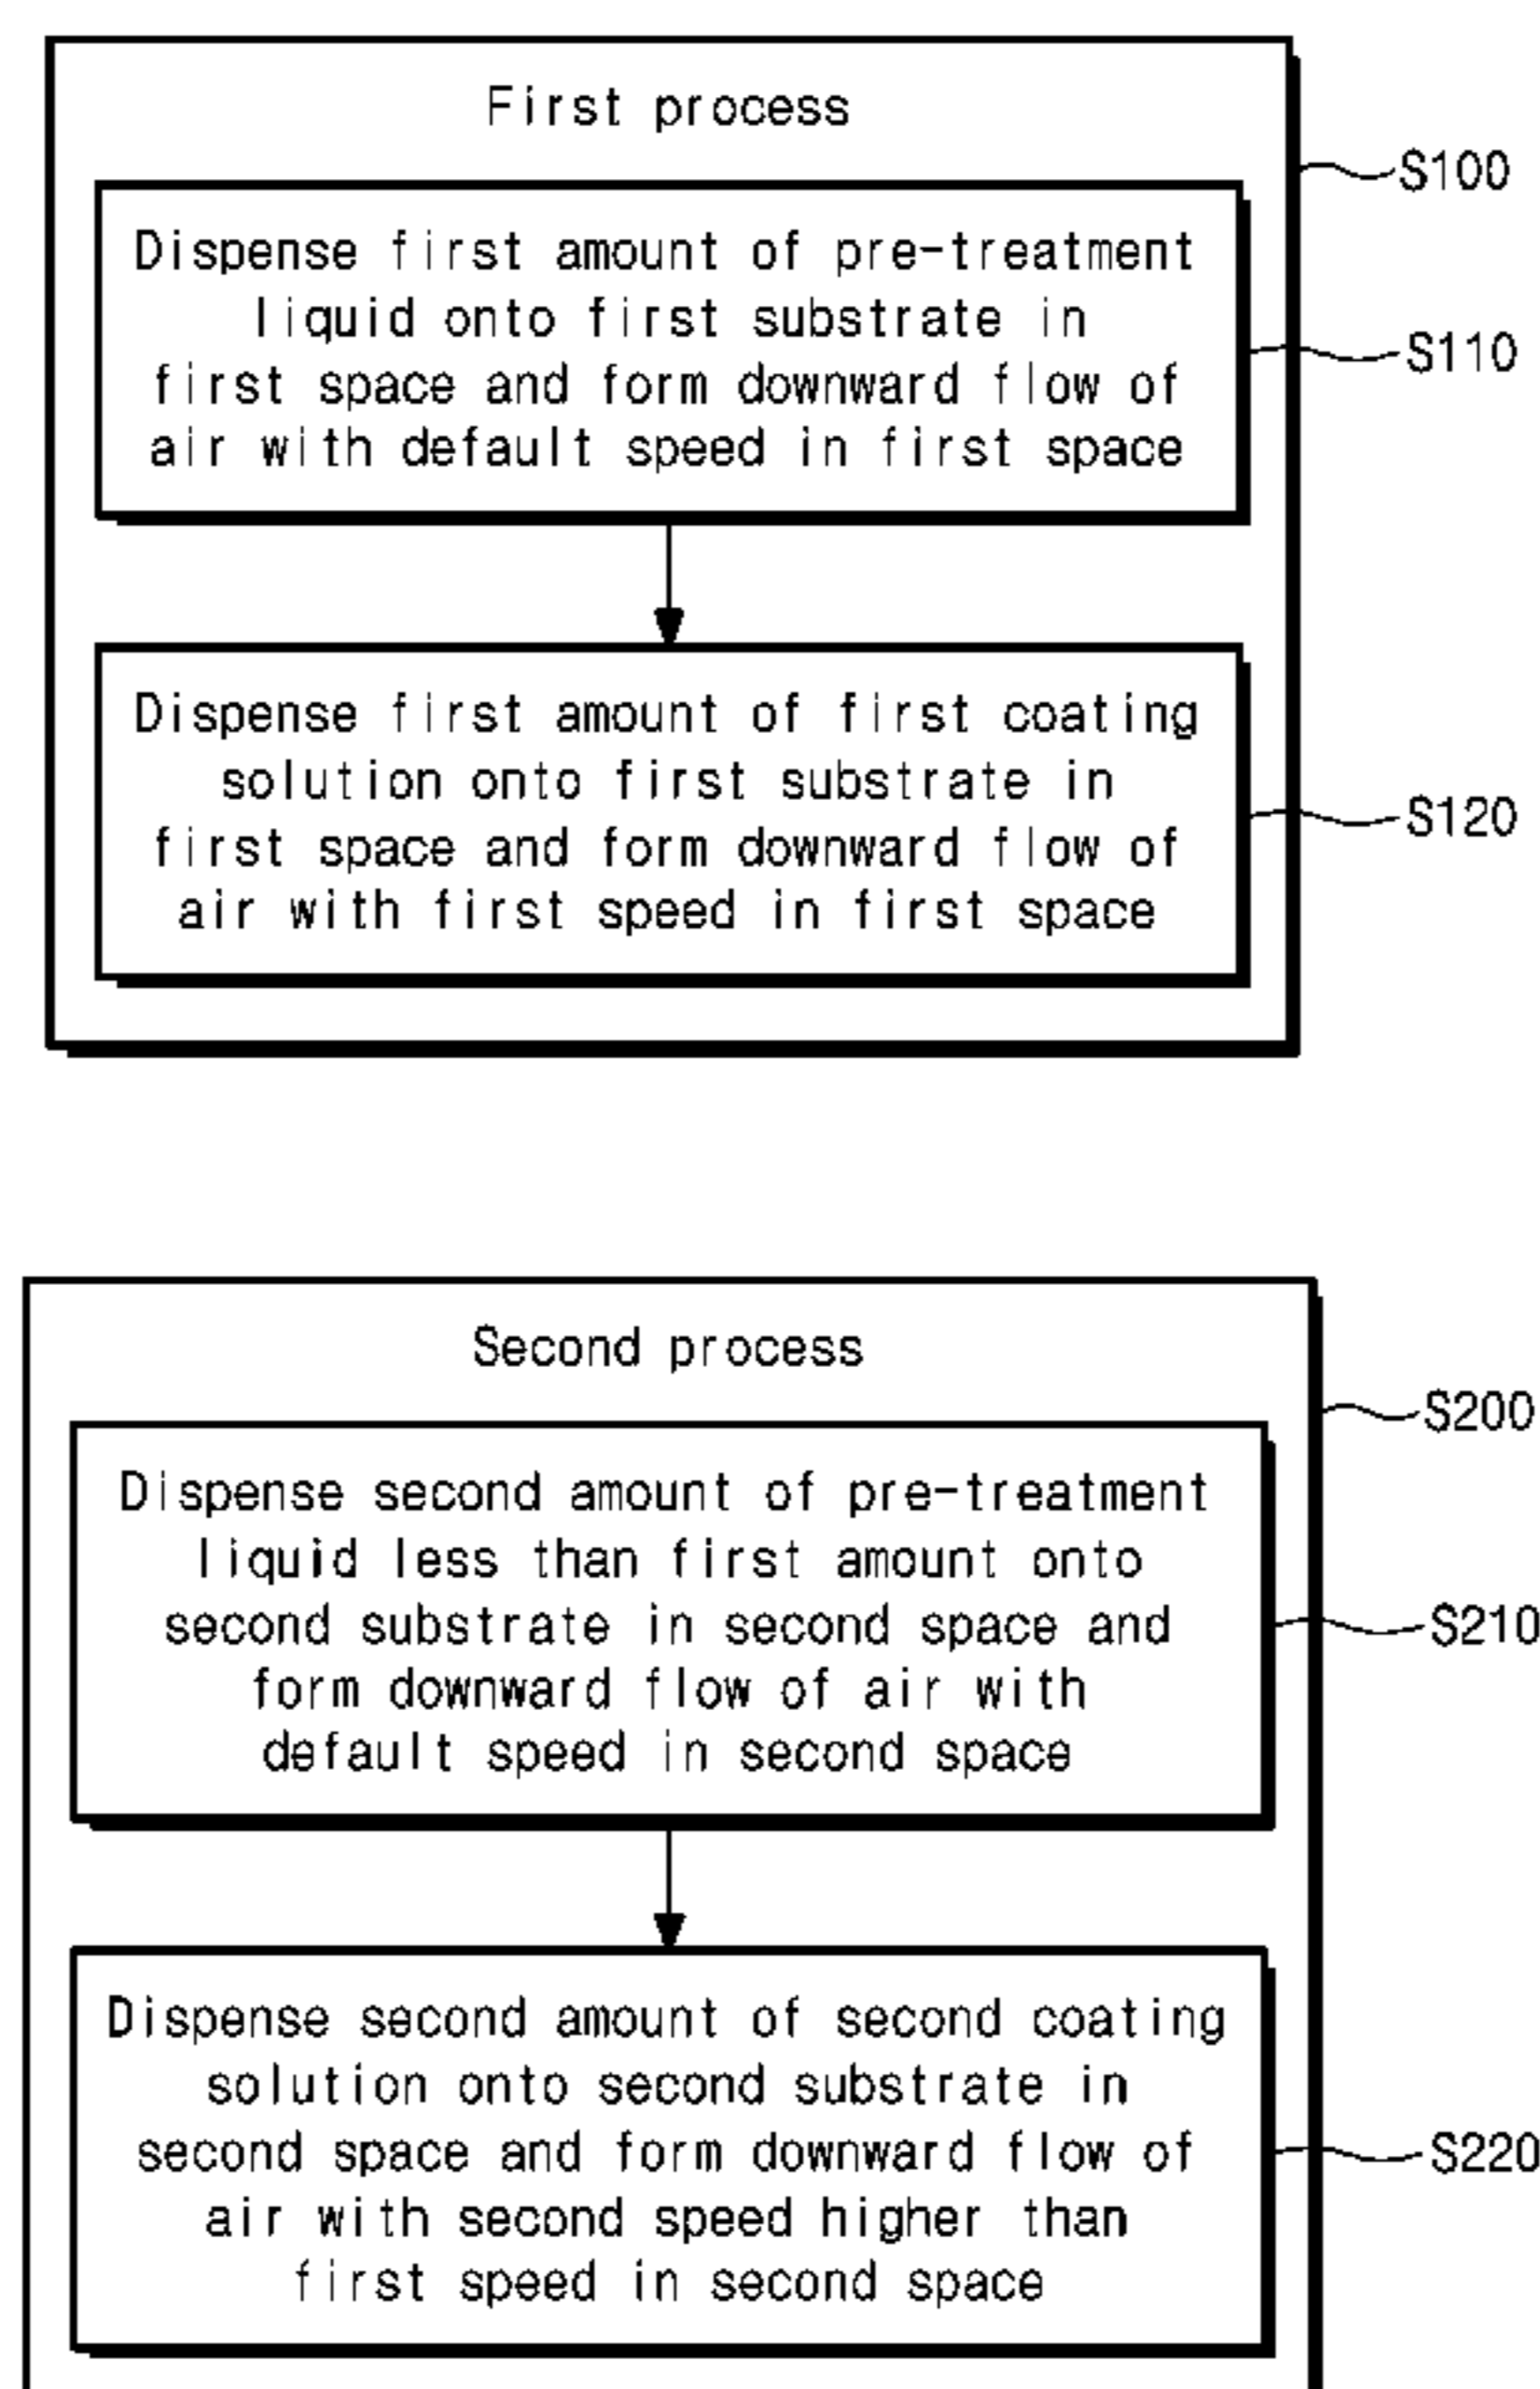 First process
S100
Dispense first amount of pre-treatment
liquid onto first substrate in
first space and form downward flow of
air with default speed in first space
S110
Dispense first amount of first coating
solution onto first substrate in
first space and form downward flow of
air with first speed in first space
S120
Second process
S200
Dispense second amount of pre-treatment
liquid less than first amount onto
second substrate in second space and
form downward flow of air with
default speed in second space
S210
Dispense second amount of second coating
solution onto second substrate in
second space and form downward flow of
air with second speed higher than
first speed in second space
S220